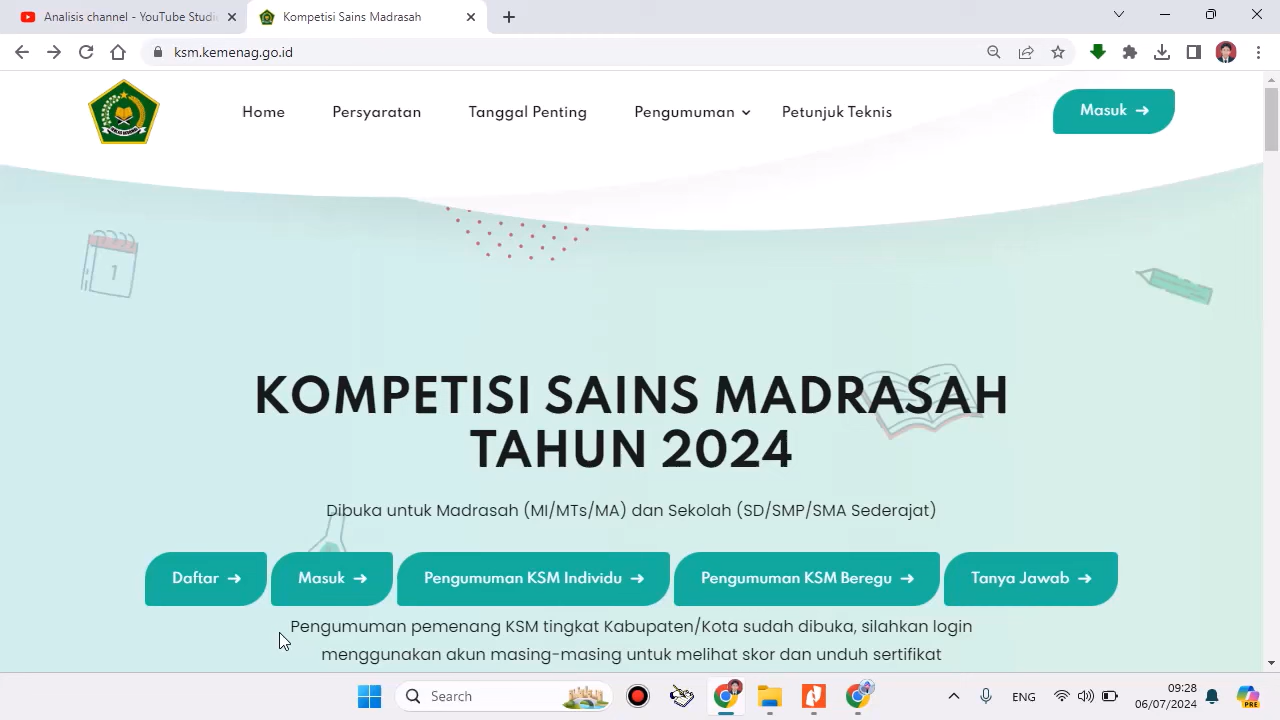 Analisis channel - YouTube Studi
Kompetisi Sains Madrasah
ksm.kemenag.go.id
Home
Persyaratan
Tanggal Penting
Pengumuman
Petunjuk Teknis
Masuk →
1
KOMPETISI SAINS MADRASAH
TAHUN 2024
Dibuka untuk Madrasah (MI/MTs/MA) dan Sekolah (SD/SMP/SMA Sederajat)
Daftar →
Masuk →
Pengumuman KSM Individu →
Pengumuman KSM Beregu →
Tanya Jawab →
Pengumuman pemenang KSM tingkat Kabupaten/Kota sudah dibuka, silahkan login
menggunakan akun masing-masing untuk melihat skor dan unduh sertifikat
Search
ENG
09:28
06/07/2024
PRE